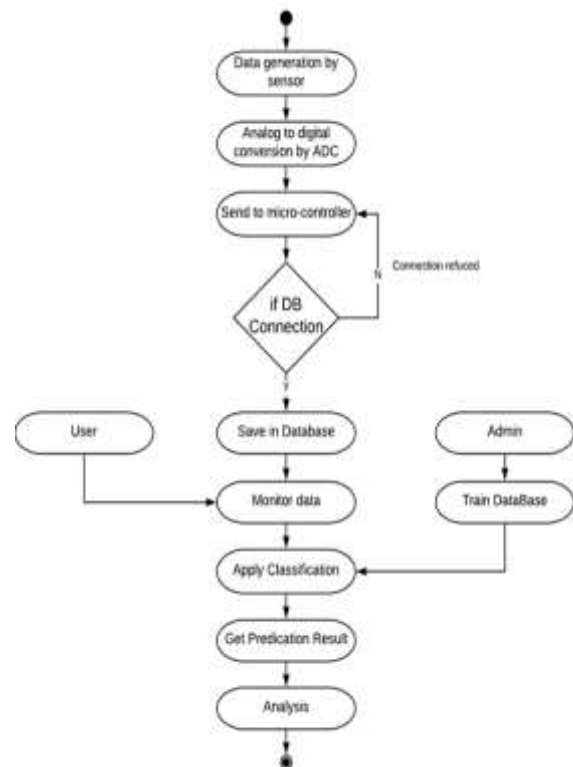 Data generation by
sensor
Analog to digital
conversion by ADC
Send to micro-controller
N
Connection refuced
if DB
Connection
Y
User
Save in Database
Admin
Monitor data
Train DataBase
Apply Classification
Get Predication Result
Analysis